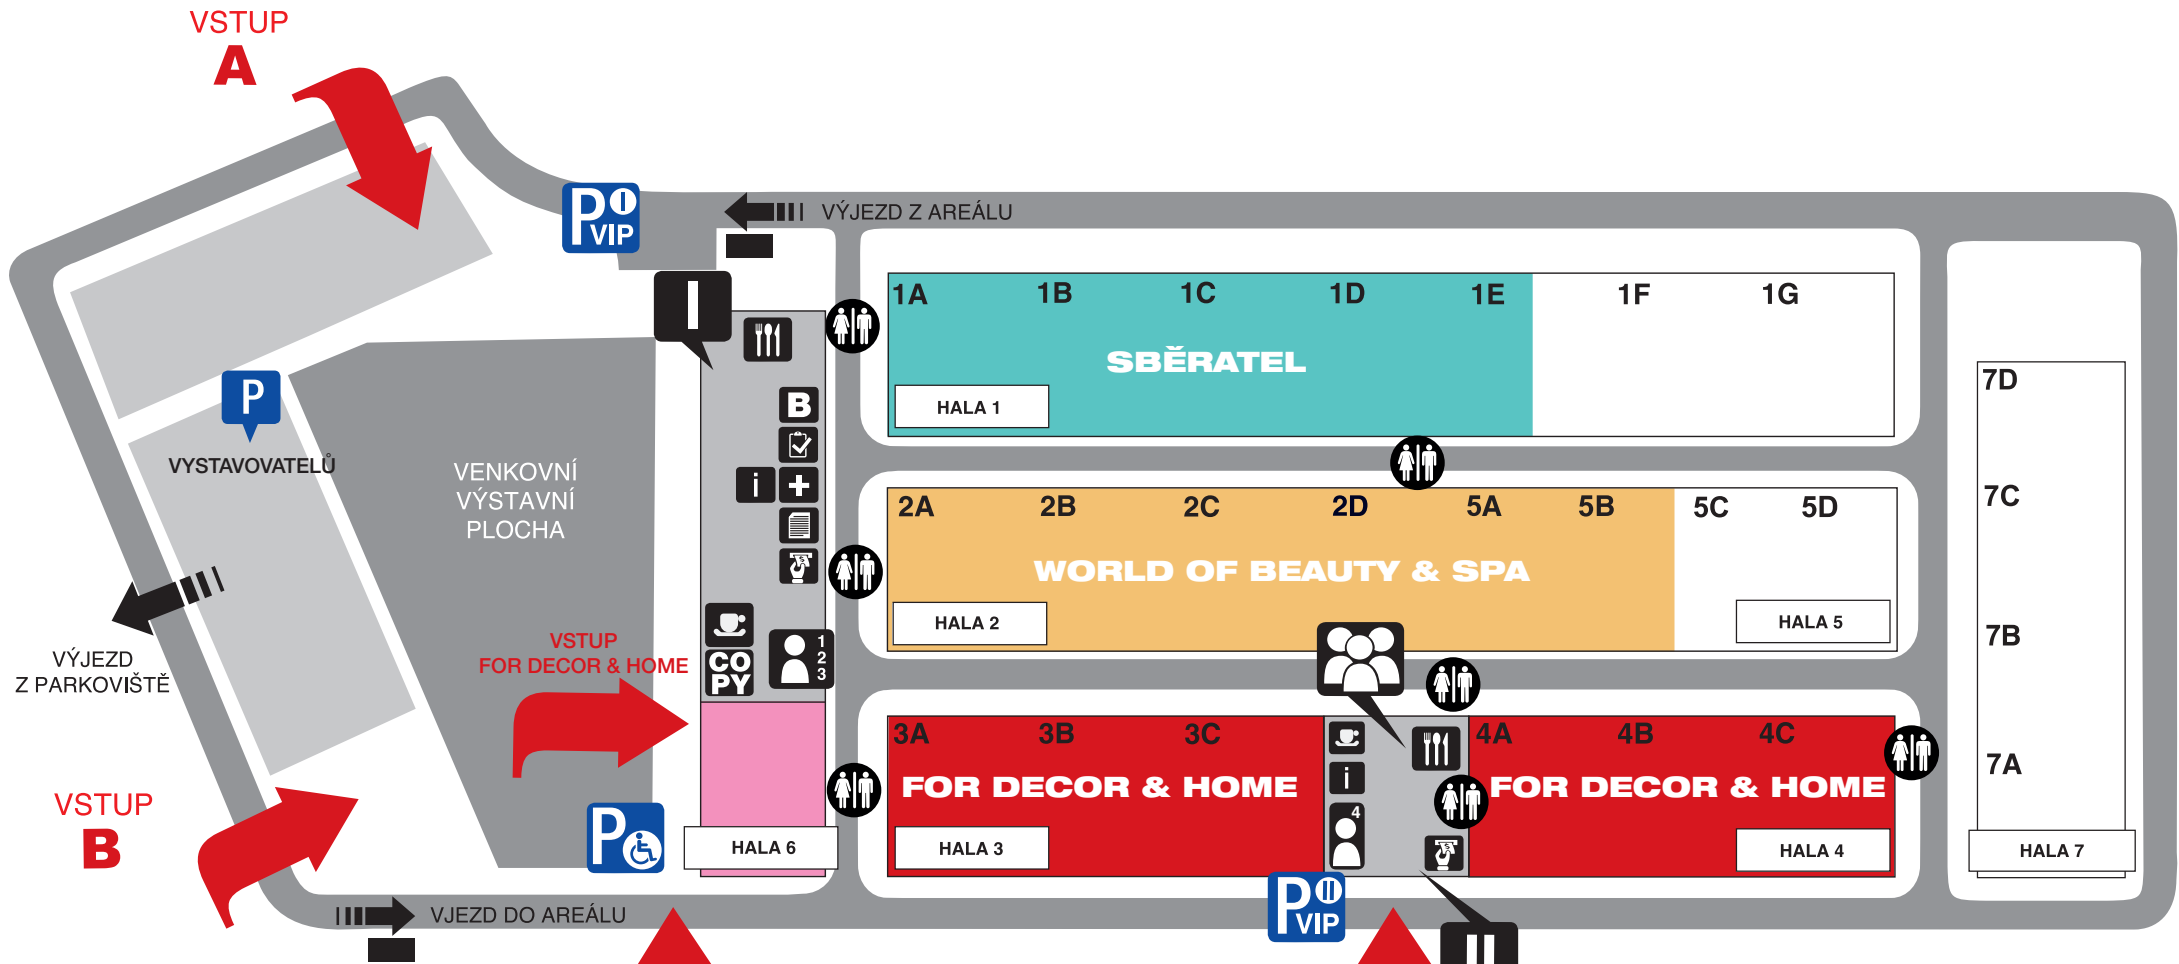 VSTUP
A
P I
VIP
VÝJEZD Z AREÁLU
I
1A 1B 1C 1D 1E 1F 1G
SBĚRATEL
HALA 1
7D
P
VYSTAVOVATELŮ
B
VENKOVNÍ
VÝSTAVNÍ
PLOCHA
i
2A 2B 2C 2D 5A 5B 5C 5D
7C
WORLD OF BEAUTY & SPA
HALA 2
HALA 5
7B
VÝJEZD
Z PARKOVIŠTĚ
VSTUP
FOR DECOR & HOME
CO
PY
1
2
3
3A 3B 3C
4A 4B 4C
7A
FOR DECOR & HOME
i
4
FOR DECOR & HOME
VSTUP
B
P
HALA 6
HALA 3
HALA 4
HALA 7
P II
VIP
VJEZD DO AREÁLU
II